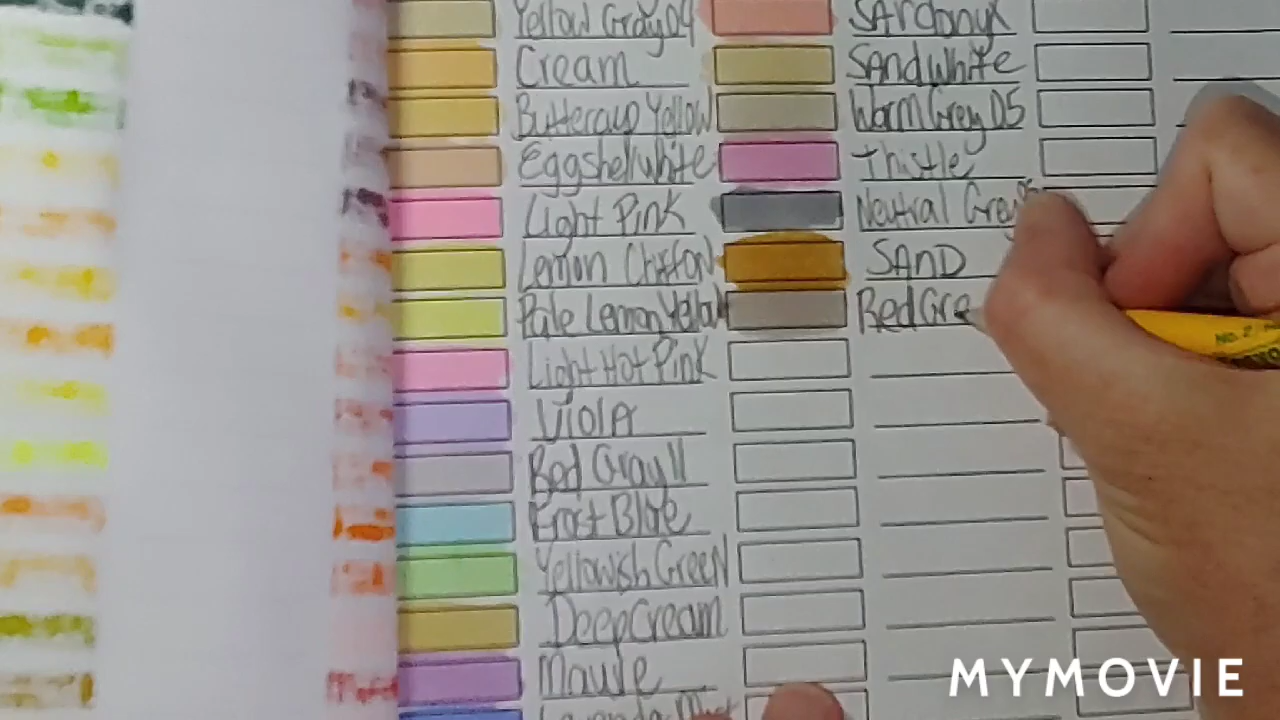 Yellow Gray 04
Cream
Buttercup Yellow
Eggshell white
Light Pink
Lemon Chiffon
Pale Lemon Yellow
Light Hot Pink
Viola
Red Gray 11
Frost Blue
Yellowish Green
Deep Cream
Mauve
SArdonyx
SAnd white
Warm Grey 05
Thistle
Neutral Grey
SAND
Red Gre
NO. 2
MYMOVIE